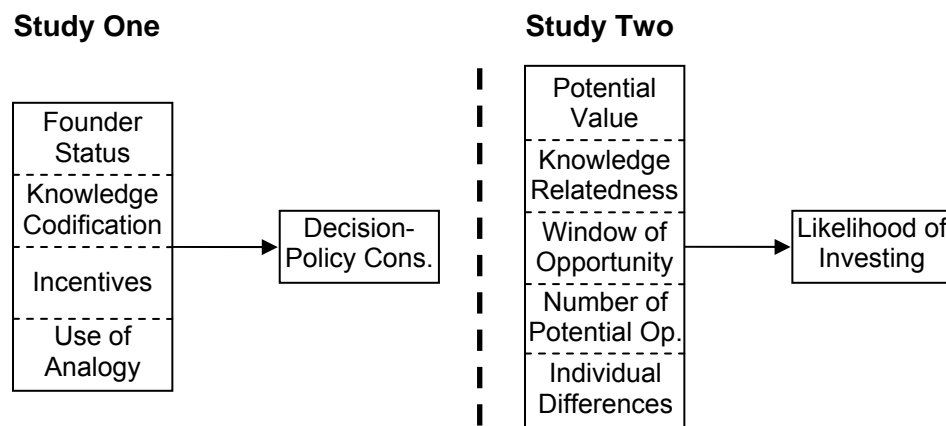 Study One
Founder
Status
Knowledge
Codification
Incentives
Use of
Analogy
Decision-
Policy Cons.
Study Two
Potential
Value
Knowledge
Relatedness
Window of
Opportunity
Number of
Potential Op.
Individual
Differences
Likelihood of
Investing